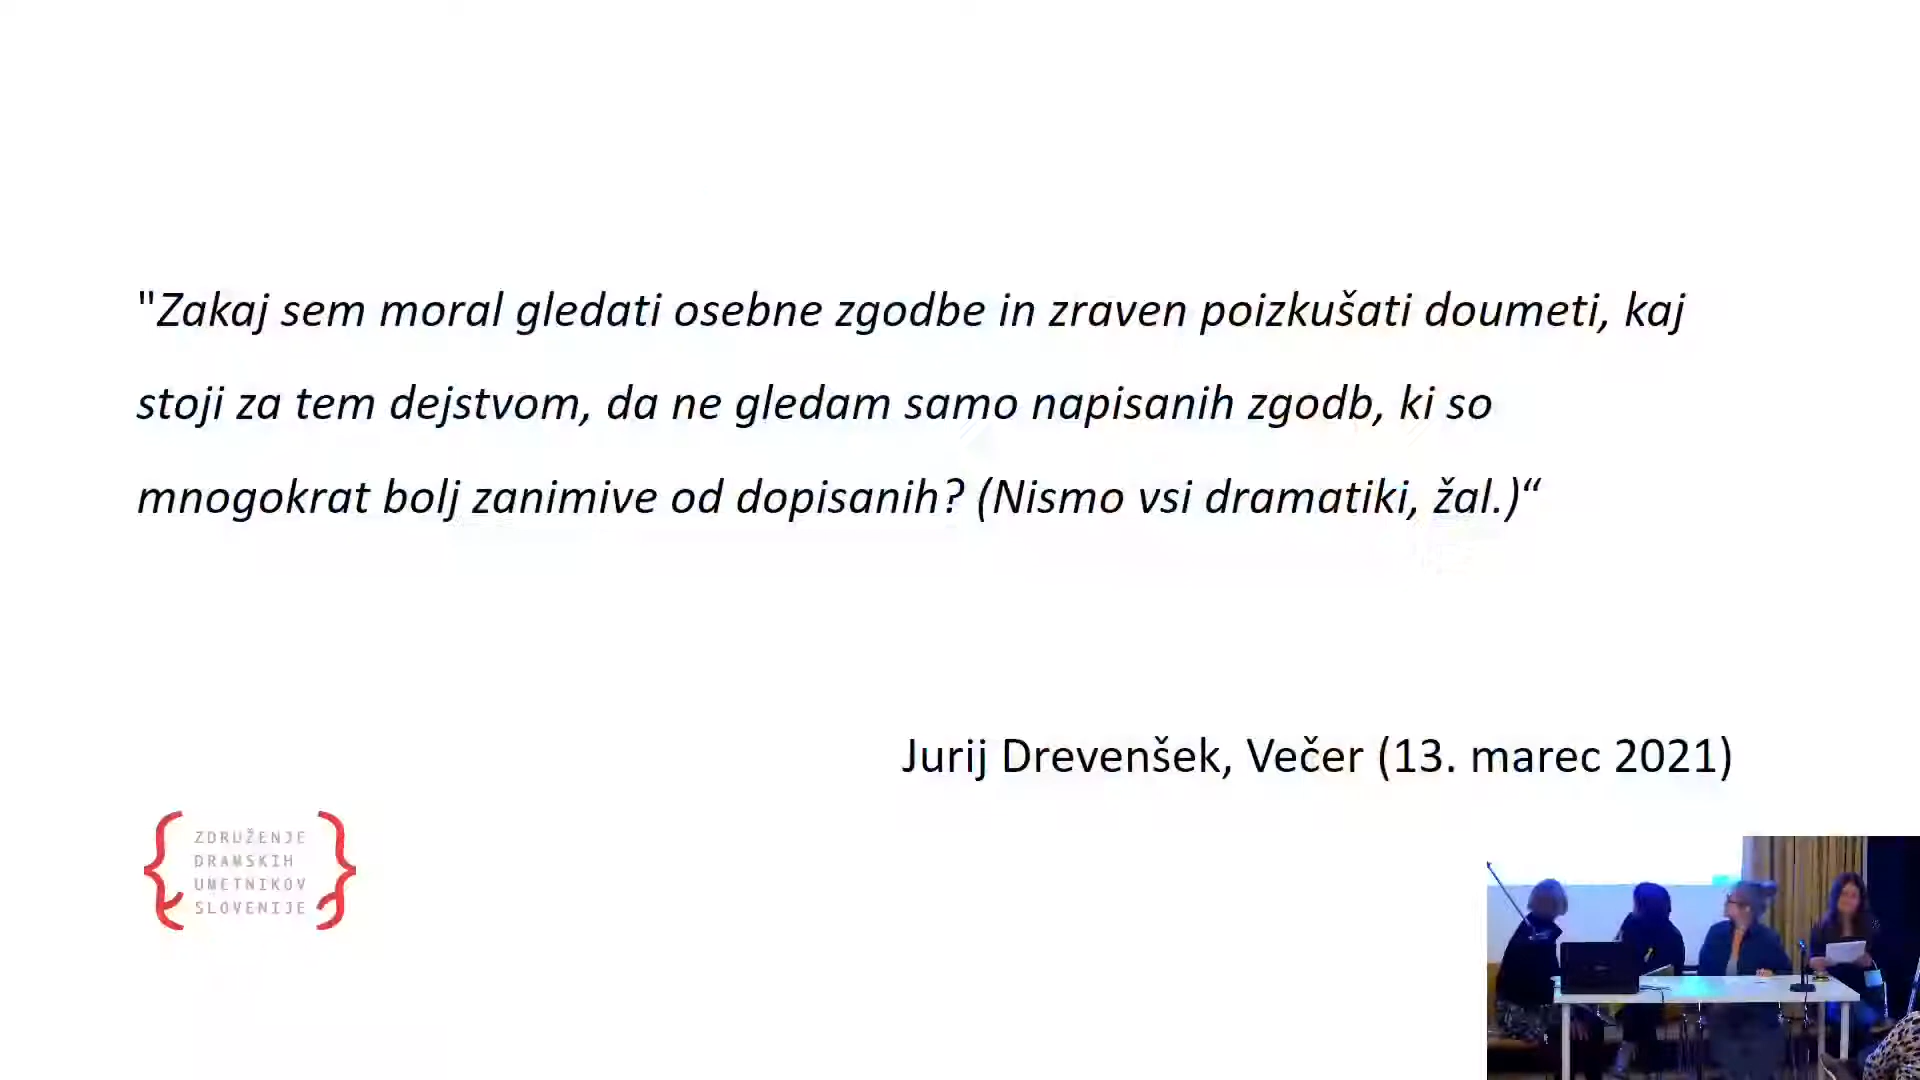 "Zakaj sem moral gledati osebne zgodbe in zraven poizkušati doumeti, kaj
stoji za tem dejstvom, da ne gledam samo napisanih zgodb, ki so
mnogokrat bolj zanimive od dopisanih? (Nismo vsi dramatiki, žal.)“
Jurij Drevenšek, Večer (13. marec 2021)
ZDRUŽENJE
DRAMSKIH
UMETNIKOV
SLOVENIJE